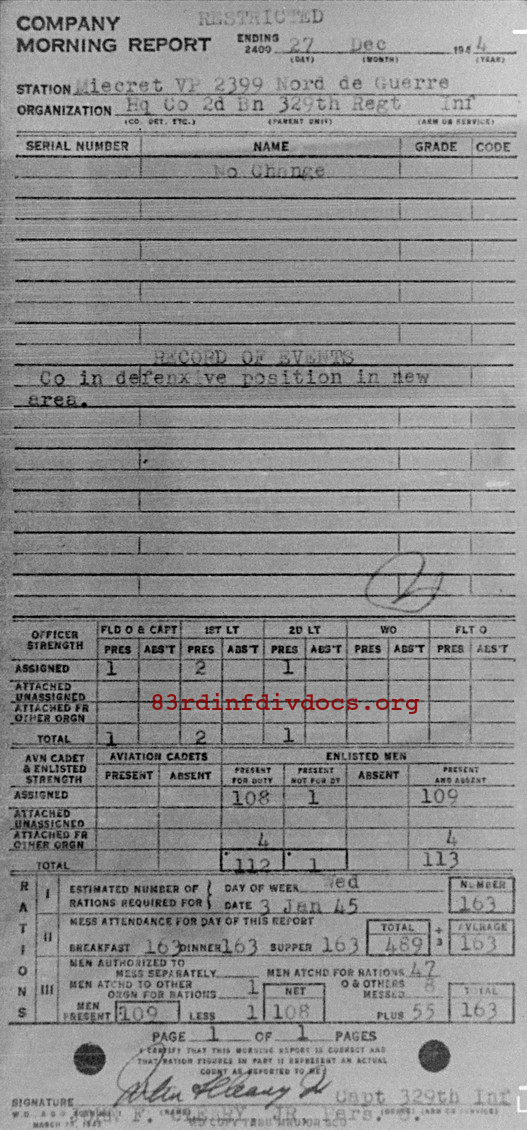 RESTRICTED
COMPANY
MORNING REPORT ENDING 2400 27 Dec 1944
(DAY) (MONTH) (YEAR)
STATION Miecret VP 2399 Nord de Guerre
ORGANIZATION Hq Co 2d Bn 329th Regt Inf
(CO. DET. ETC.) (PARENT UNIT) (ARM OR SERVICE)
SERIAL NUMBER NAME GRADE CODE
No Change
RECORD OF EVENTS
Co in defenxive position in new
area.
OFFICER STRENGTH FLD O & CAPT 1ST LT 2D LT WO FLT O
PRES ABS'T PRES ABS'T PRES ABS'T PRES ABS'T PRES ABS'T
ASSIGNED 1 2 1
ATTACHED UNASSIGNED
ATTACHED FR OTHER ORGN
83rdinfdivdocs.org
TOTAL 1 2 1
AVN CADET & ENLISTED STRENGTH AVIATION CADETS ENLISTED MEN
PRESENT ABSENT PRESENT FOR DUTY PRESENT NOT FOR DY ABSENT PRESENT AND ABSENT
ASSIGNED 108 1 109
ATTACHED UNASSIGNED
ATTACHED FR OTHER ORGN 4 4
TOTAL 112 1 113
RATIONS
I ESTIMATED NUMBER OF RATIONS REQUIRED FOR DAY OF WEEK Wed NUMBER
DATE 3 Jan 45 163
II MESS ATTENDANCE FOR DAY OF THIS REPORT TOTAL ÷ 3 AVERAGE
BREAKFAST 163 DINNER 163 SUPPER 163 489 163
III MEN AUTHORIZED TO MESS SEPARATELY MEN ATCHD FOR RATIONS 47
MEN ATCHD TO OTHER ORGN FOR RATIONS 1 NET O & OTHERS MESSED 8 TOTAL
MEN PRESENT 109 LESS 1 108 PLUS 55 163
PAGE 1 OF 1 PAGES
I CERTIFY THAT THIS MORNING REPORT IS CORRECT AND
THAT RATION FIGURES IN PART II REPRESENT AN ACTUAL
COUNT AS REPORTED TO ME
SIGNATURE Capt 329th Inf
F. CLEARY, JR. Pers. O.